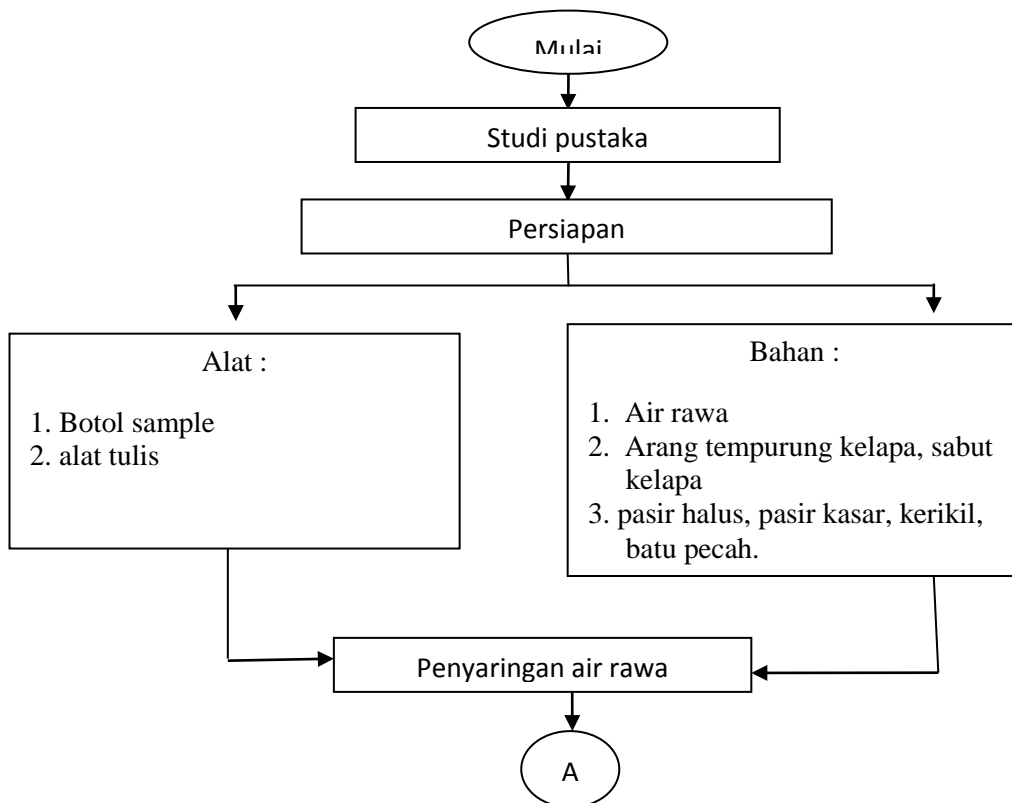 Mulai
Studi pustaka
Persiapan
Alat :
1. Botol sample
2. alat tulis
Bahan :
1. Air rawa
2. Arang tempurung kelapa, sabut
kelapa
3. pasir halus, pasir kasar, kerikil,
batu pecah.
Penyaringan air rawa
A